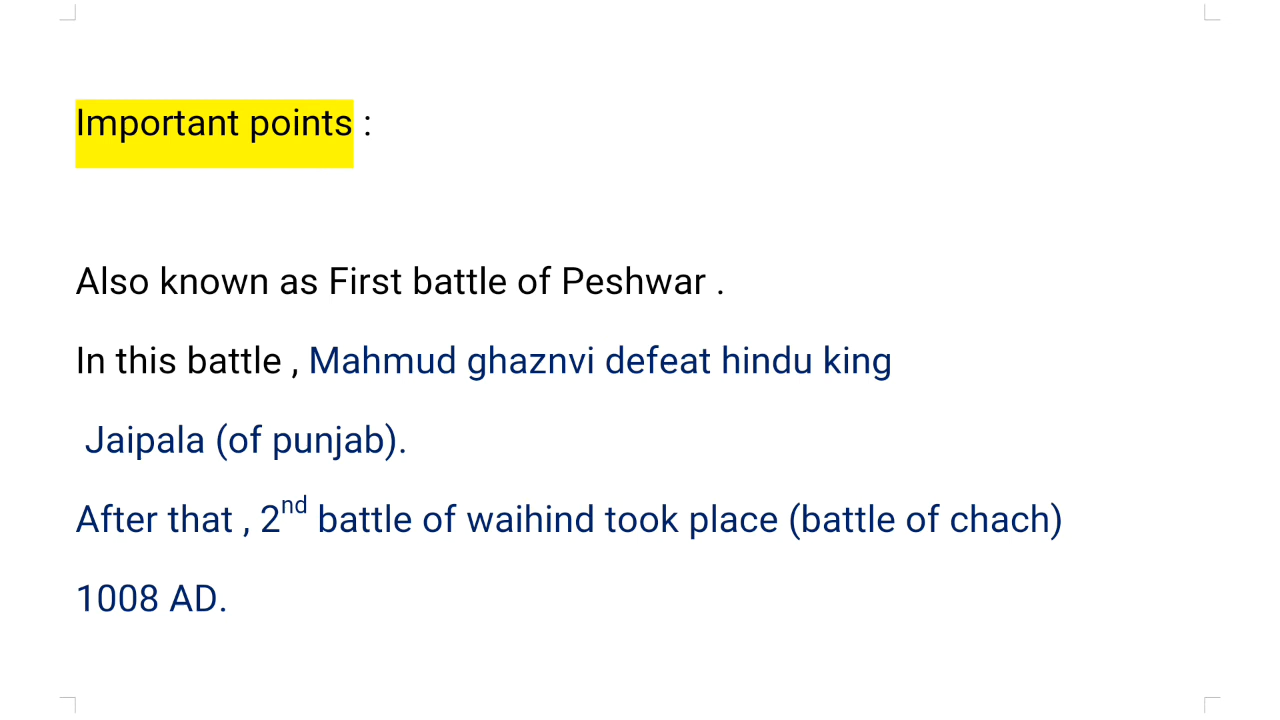 Important points :
Also known as First battle of Peshwar .
In this battle , Mahmud ghaznvi defeat hindu king
Jaipala (of punjab).
After that , 2nd battle of waihind took place (battle of chach)
1008 AD.